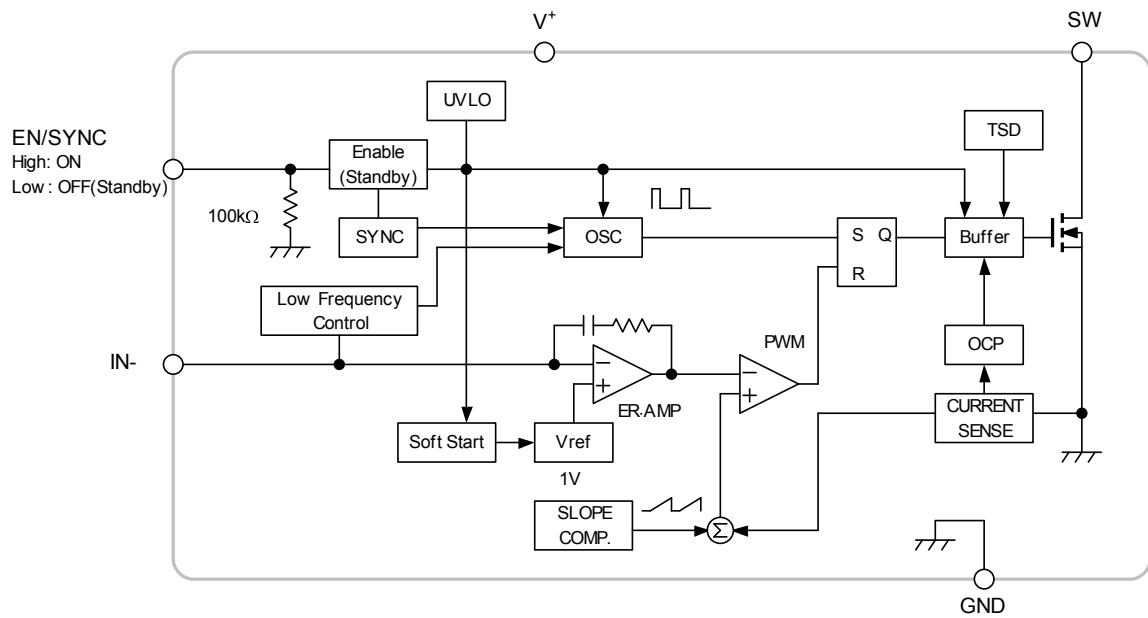 V+
SW
UVLO
TSD
EN/SYNC
High: ON
Low : OFF(Standby)
Enable
(Standby)
100kΩ
SYNC
OSC
S Q
R
Buffer
Low Frequency
Control
IN-
PWM
OCP
ER·AMP
CURRENT
SENSE
Soft Start
Vref
1V
SLOPE
COMP.
Σ
GND